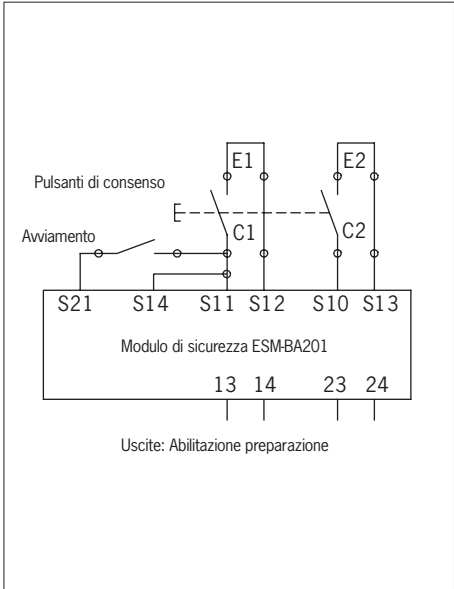 E1 E2
Pulsanti di consenso
C1 C2
Avviamento
S21 S14 S11 S12 S10 S13
Modulo di sicurezza ESM-BA201
13 14 23 24
Uscite: Abilitazione preparazione